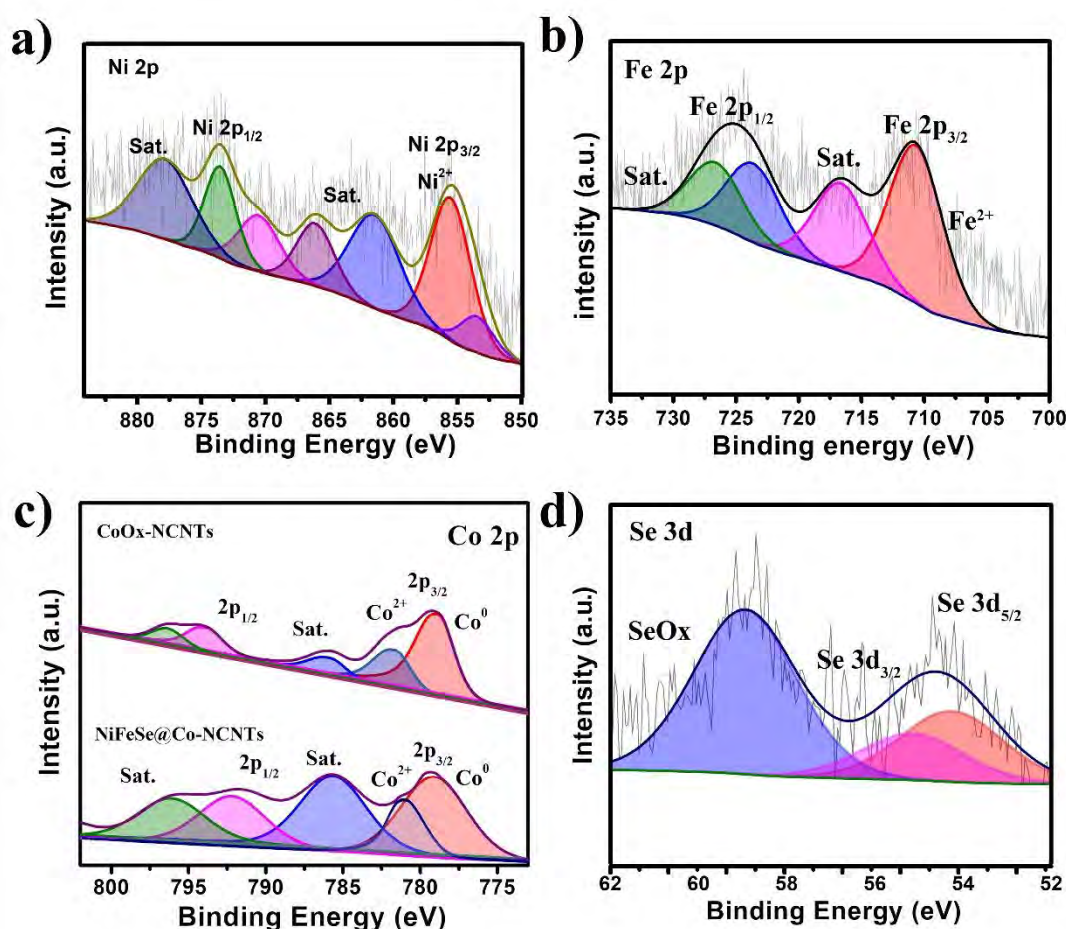 a)
Ni 2p
Sat.
Ni 2p1/2
Sat.
Ni 2p3/2
Ni2+
Intensity (a.u.)
880 875 870 865 860 855 850
Binding Energy (eV)
b)
Fe 2p
Fe 2p1/2
Sat.
Sat.
Fe 2p3/2
Fe2+
intensity (a.u.)
735 730 725 720 715 710 705 700
Binding energy (eV)
c)
CoOx-NCNTs
Co 2p
2p1/2
Sat.
Co2+
2p3/2
Co0
NiFeSe@Co-NCNTs
Sat.
2p1/2
Sat.
Co2+
2p3/2
Co0
Intensity (a.u.)
800 795 790 785 780 775
Binding Energy (eV)
d)
Se 3d
SeOx
Se 3d3/2
Se 3d5/2
Intensity (a.u.)
62 60 58 56 54 52
Binding Energy (eV)